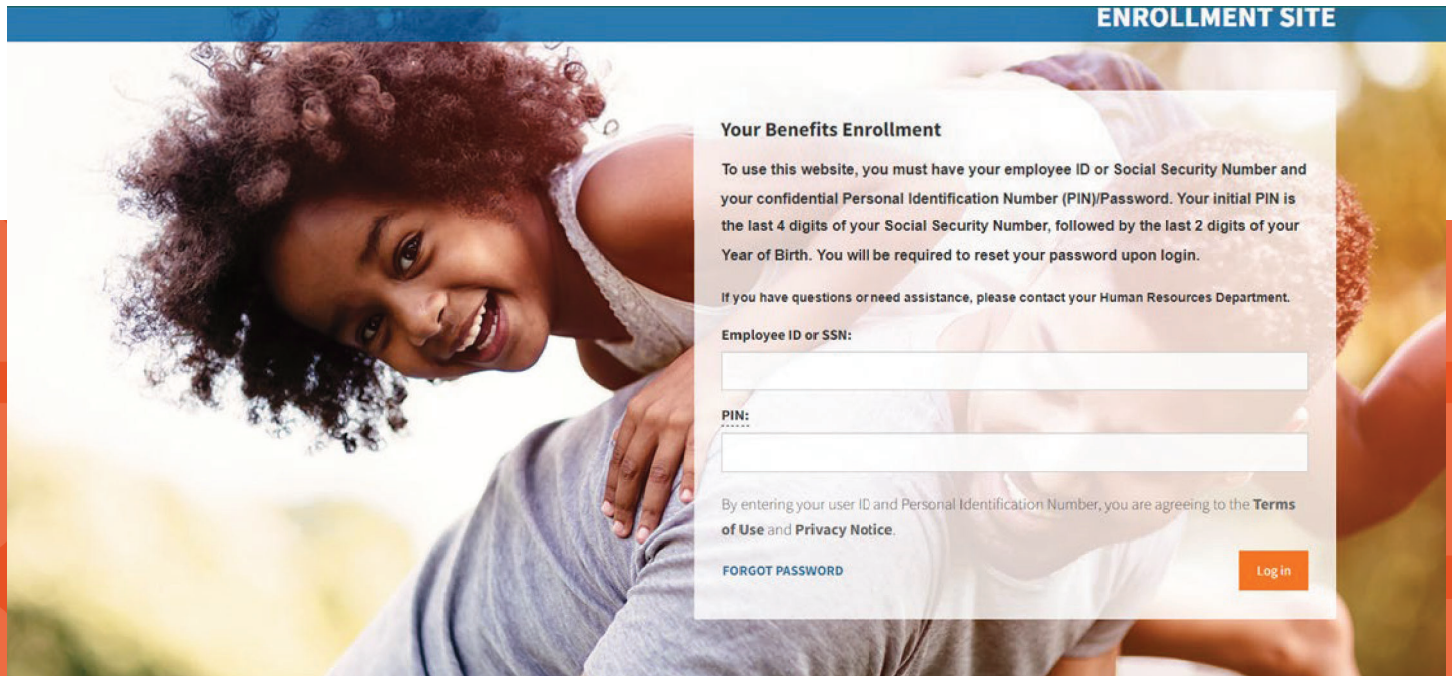 ENROLLMENT SITE
Your Benefits Enrollment
To use this website, you must have your employee ID or Social Security Number and
your confidential Personal Identification Number (PIN)/Password. Your initial PIN is
the last 4 digits of your Social Security Number, followed by the last 2 digits of your
Year of Birth. You will be required to reset your password upon login.
If you have questions or need assistance, please contact your Human Resources Department.
Employee ID or SSN:
PIN:
By entering your user ID and Personal Identification Number, you are agreeing to the Terms
of Use and Privacy Notice.
FORGOT PASSWORD
Log in